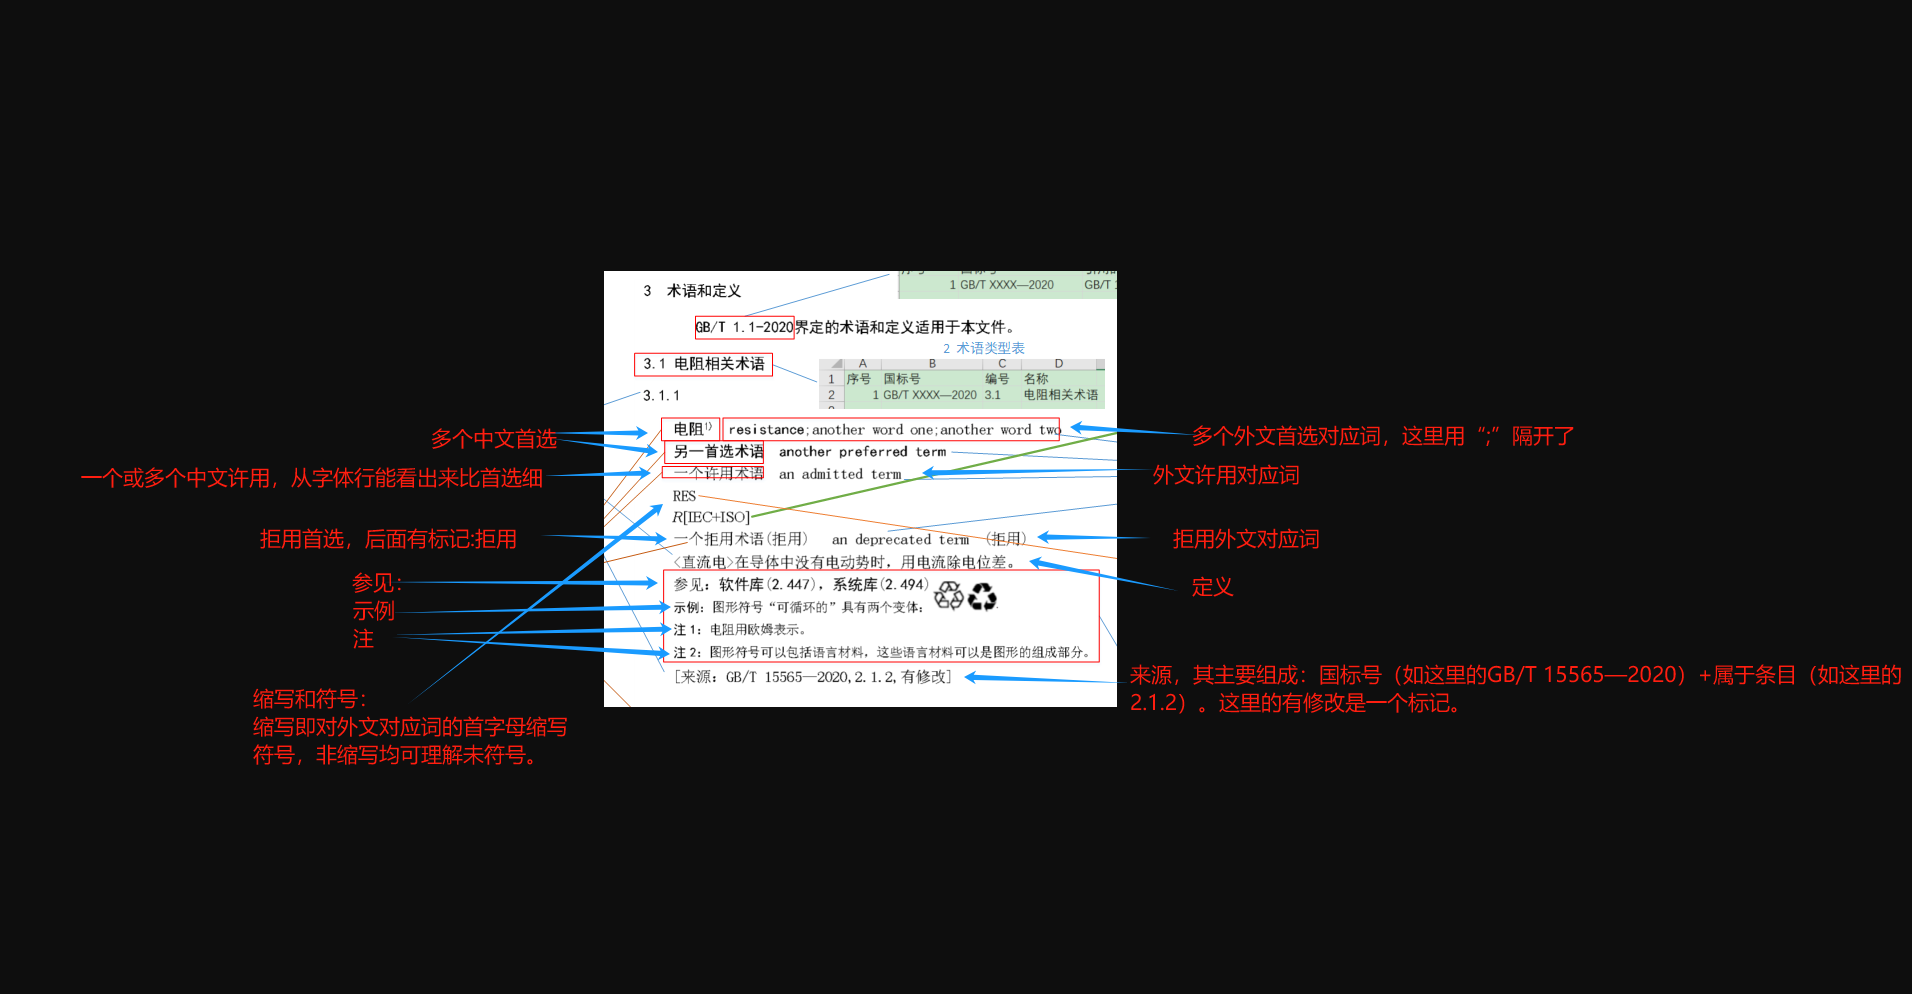 1 GB/T XXXX—2020 GB/T
3 术语和定义
GB/T 1.1-2020界定的术语和定义适用于本文件。
2 术语类型表
3.1 电阻相关术语
A B C D
1 序号 国标号 编号 名称
2 1 GB/T XXXX—2020 3.1 电阻相关术语
3.1.1
多个中文首选
电阻1) resistance;another word one;another word two
多个外文首选对应词，这里用“;”隔开了
另一首选术语 another preferred term
一个或多个中文许用，从字体行能看出来比首选细
一个许用术语 an admitted term
外文许用对应词
RES
R[IEC+ISO]
拒用首选，后面有标记:拒用
一个拒用术语(拒用) an deprecated term (拒用)
拒用外文对应词
<直流电>在导体中没有电动势时，用电流除电位差。
定义
参见：
参见：软件库(2.447)，系统库(2.494)
示例
示例：图形符号“可循环的”具有两个变体：
注
注 1：电阻用欧姆表示。
注 2：图形符号可以包括语言材料，这些语言材料可以是图形的组成部分。
[来源：GB/T 15565—2020,2.1.2,有修改]
来源，其主要组成：国标号（如这里的GB/T 15565—2020）+属于条目（如这里的
2.1.2）。这里的有修改是一个标记。
缩写和符号：
缩写即对外文对应词的首字母缩写
符号，非缩写均可理解未符号。